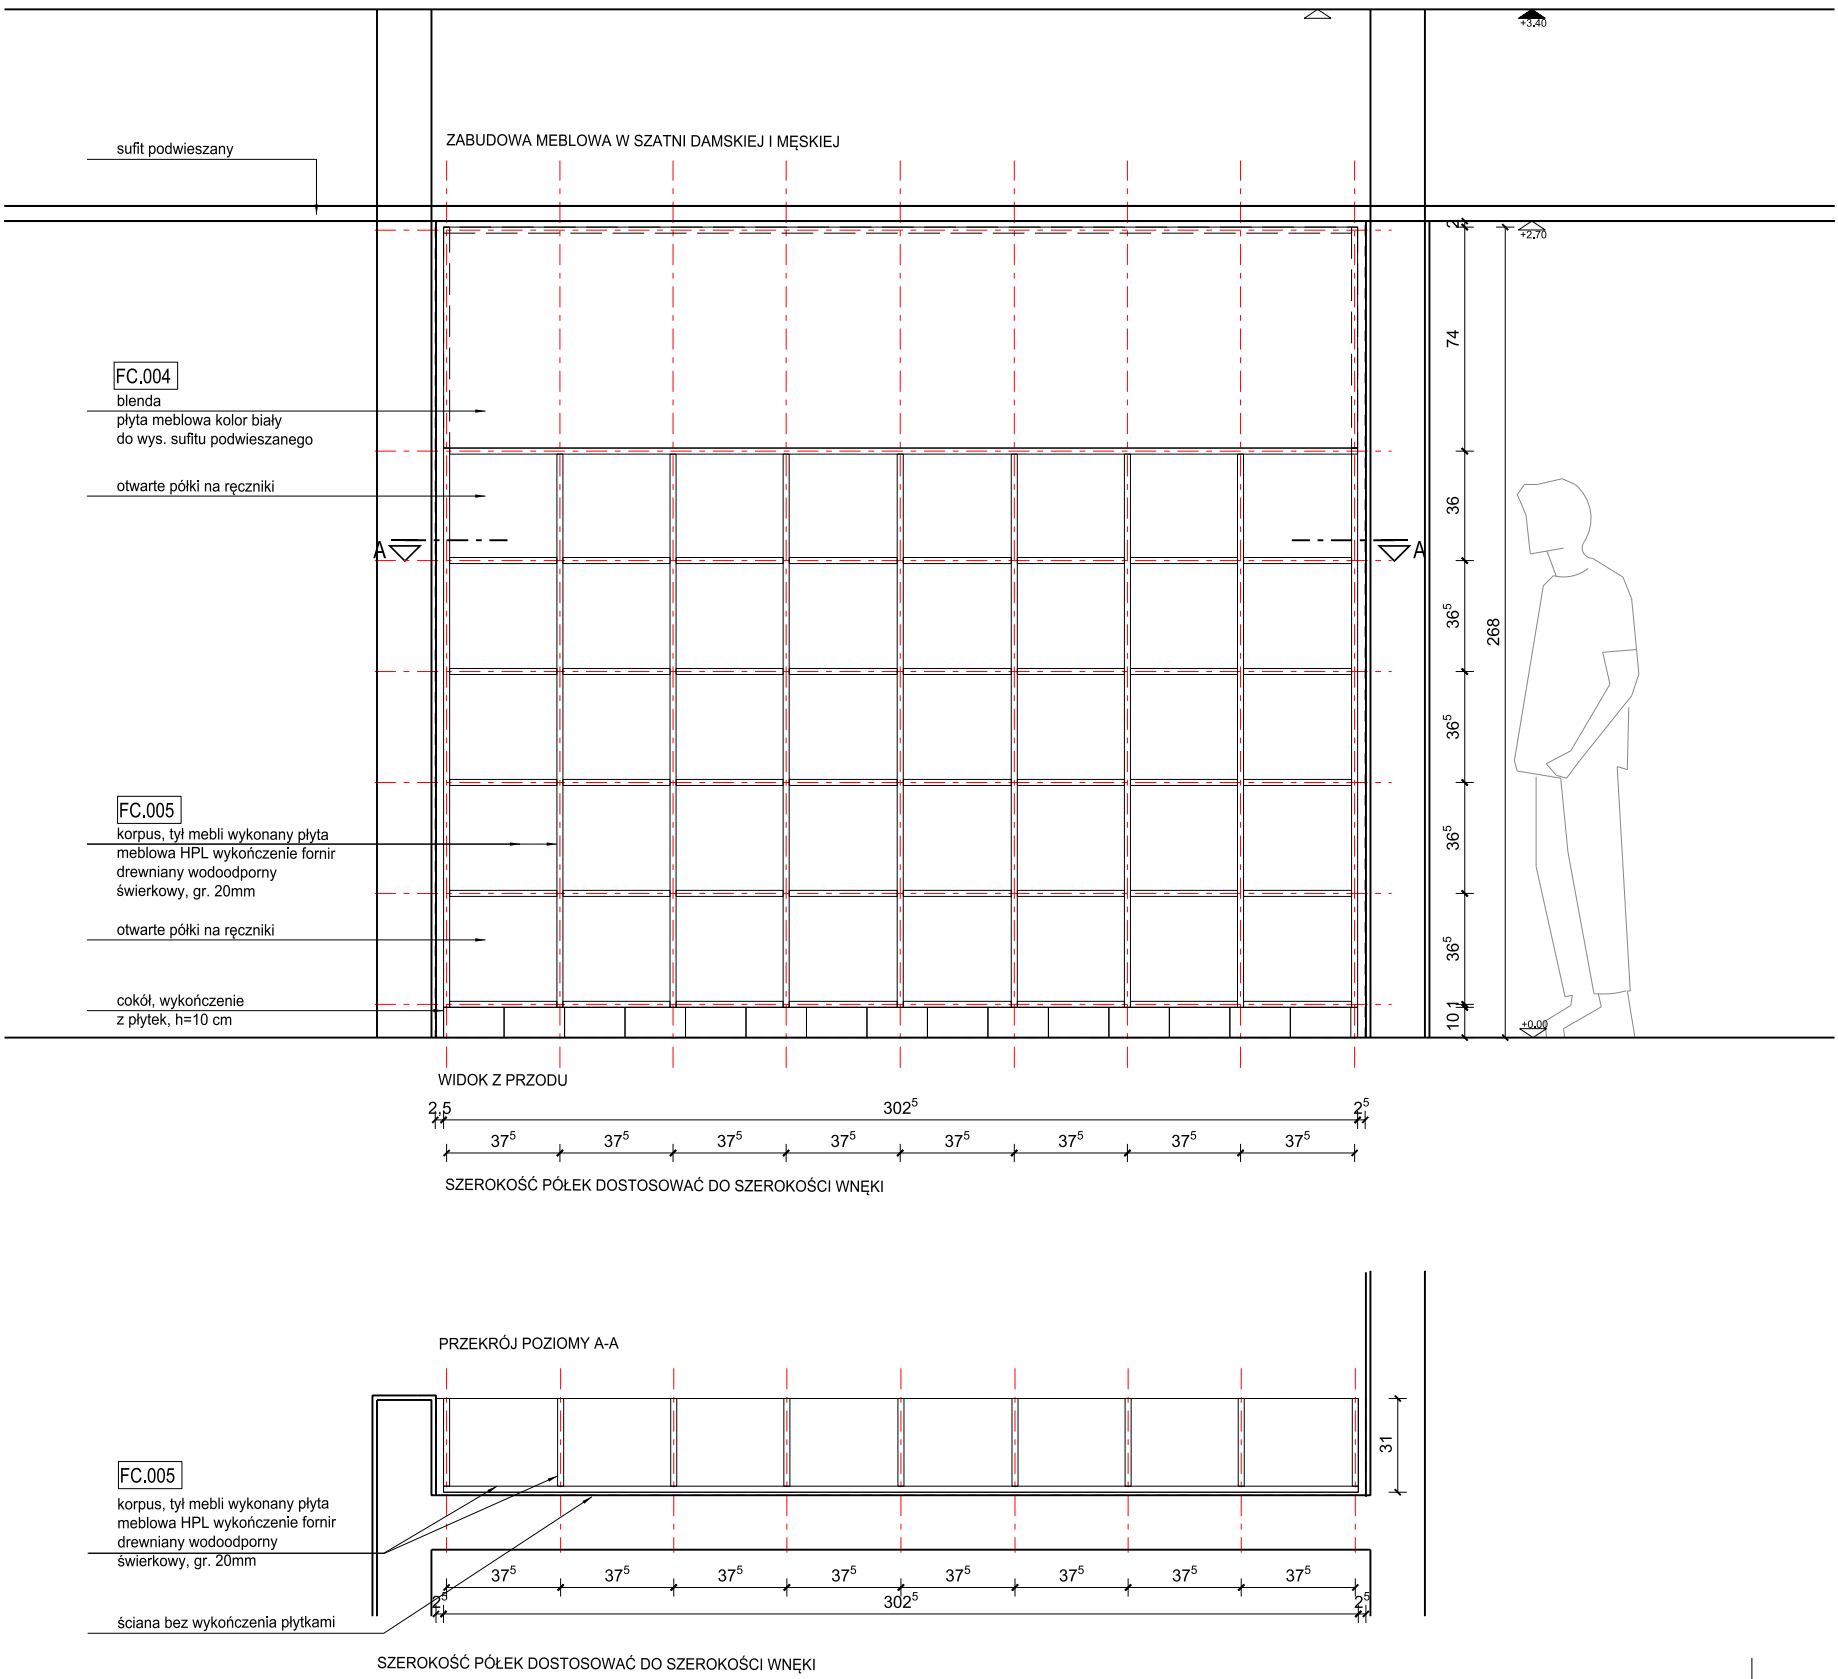 +3.40
ZABUDOWA MEBLOWA W SZATNI DAMSKIEJ I MĘSKIEJ
sufit podwieszany
2
+2.70
74
FC.004
blenda
płyta meblowa kolor biały
do wys. sufitu podwieszanego
otwarte półki na ręczniki
36
A
A
36⁵
268
36⁵
FC.005
korpus, tył mebli wykonany płyta
meblowa HPL wykończenie fornir
drewniany wodoodporny
świerkowy, gr. 20mm
36⁵
otwarte półki na ręczniki
36⁵
cokół, wykończenie
z płytek, h=10 cm
1
10
+0.00
WIDOK Z PRZODU
2,5 302⁵ 2⁵
37⁵ 37⁵ 37⁵ 37⁵ 37⁵ 37⁵ 37⁵ 37⁵
SZEROKOŚĆ PÓŁEK DOSTOSOWAĆ DO SZEROKOŚCI WNĘKI
PRZEKRÓJ POZIOMY A-A
31
FC.005
korpus, tył mebli wykonany płyta
meblowa HPL wykończenie fornir
drewniany wodoodporny
świerkowy, gr. 20mm
37⁵ 37⁵ 37⁵ 37⁵ 37⁵ 37⁵ 37⁵ 37⁵
2⁵ 302⁵ 2⁵
ściana bez wykończenia płytkami
SZEROKOŚĆ PÓŁEK DOSTOSOWAĆ DO SZEROKOŚCI WNĘKI